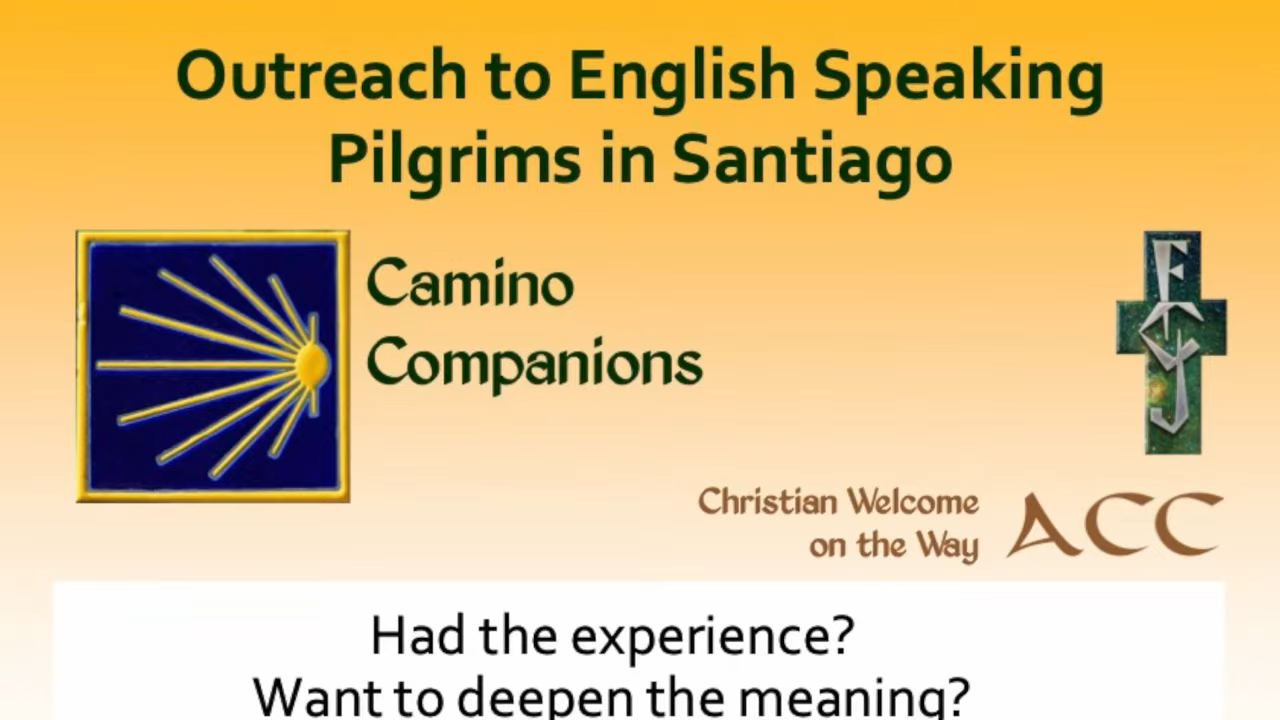 Outreach to English Speaking
Pilgrims in Santiago
Camino
Companions
FCJ
Christian Welcome
on the Way
ACC
Had the experience?
Want to deepen the meaning?